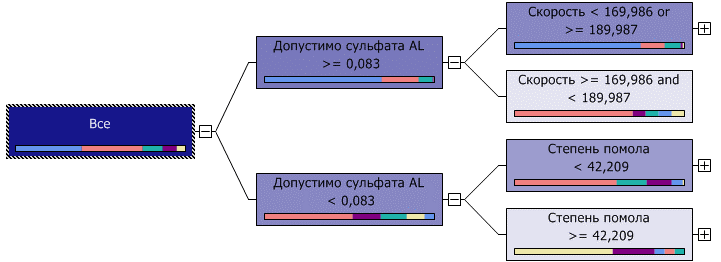 Все
Допустимо сульфата AL
>= 0,083
Допустимо сульфата AL
< 0,083
Скорость < 169,986 or
>= 189,987
Скорость >= 169,986 and
< 189,987
Степень помола
< 42,209
Степень помола
>= 42,209